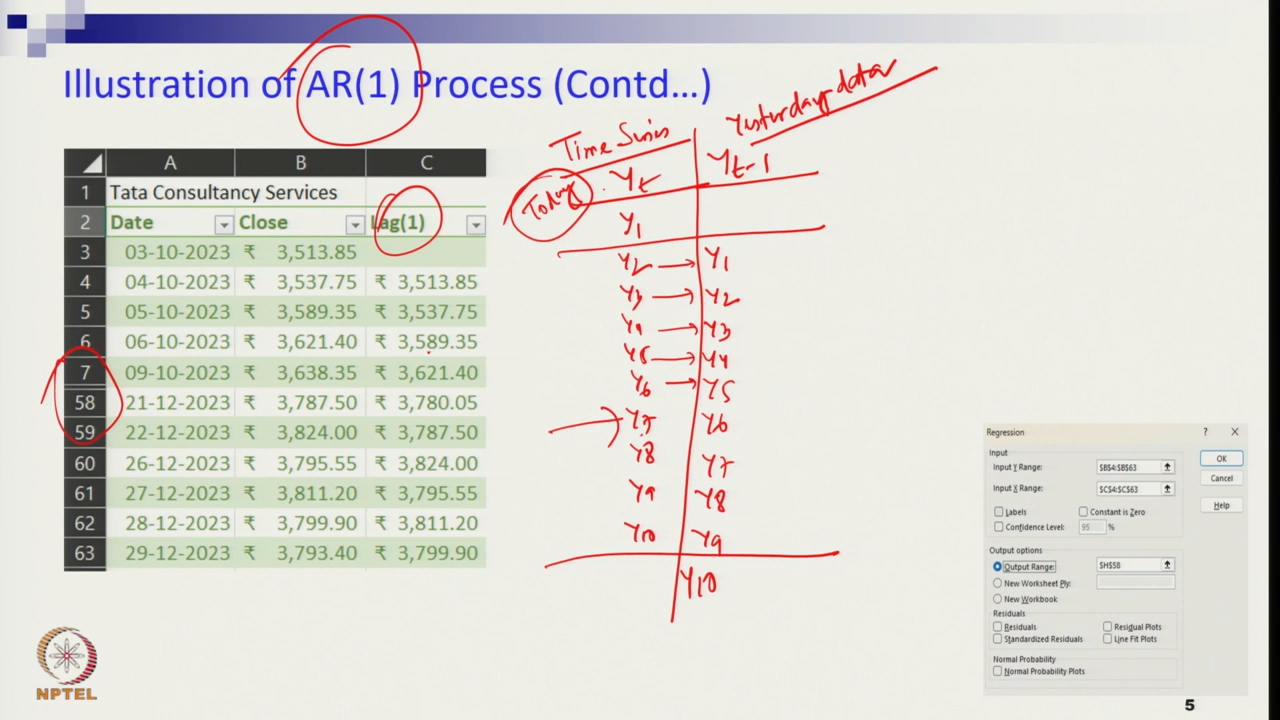 Illustration of AR(1) Process (Contd...)
A B C
1 Tata Consultancy Services
2 Date Close Lag(1)
3 03-10-2023 ₹ 3,513.85
4 04-10-2023 ₹ 3,537.75 ₹ 3,513.85
5 05-10-2023 ₹ 3,589.35 ₹ 3,537.75
6 06-10-2023 ₹ 3,621.40 ₹ 3,589.35
7 09-10-2023 ₹ 3,638.35 ₹ 3,621.40
58 21-12-2023 ₹ 3,787.50 ₹ 3,780.05
59 22-12-2023 ₹ 3,824.00 ₹ 3,787.50
60 26-12-2023 ₹ 3,795.55 ₹ 3,824.00
61 27-12-2023 ₹ 3,811.20 ₹ 3,795.55
62 28-12-2023 ₹ 3,799.90 ₹ 3,811.20
63 29-12-2023 ₹ 3,793.40 ₹ 3,799.90
Time Series Yesterday data
Today Yt Yt-1
Y1
Y2 Y1
Y3 Y2
Y4 Y3
Y5 Y4
Y6 Y5
Y7 Y6
Y8 Y7
Y9 Y8
Y10 Y9
Y10
Regression ? X
Input
Input Y Range: $B$4:$B$63 OK
Cancel
Input X Range: $C$4:$C$63
Help
Labels Constant is Zero
Confidence Level: 95 %
Output options
Output Range: $H$58
New Worksheet Ply:
New Workbook
Residuals
Residuals Residual Plots
Standardized Residuals Line Fit Plots
Normal Probability
Normal Probability Plots
NPTEL
5